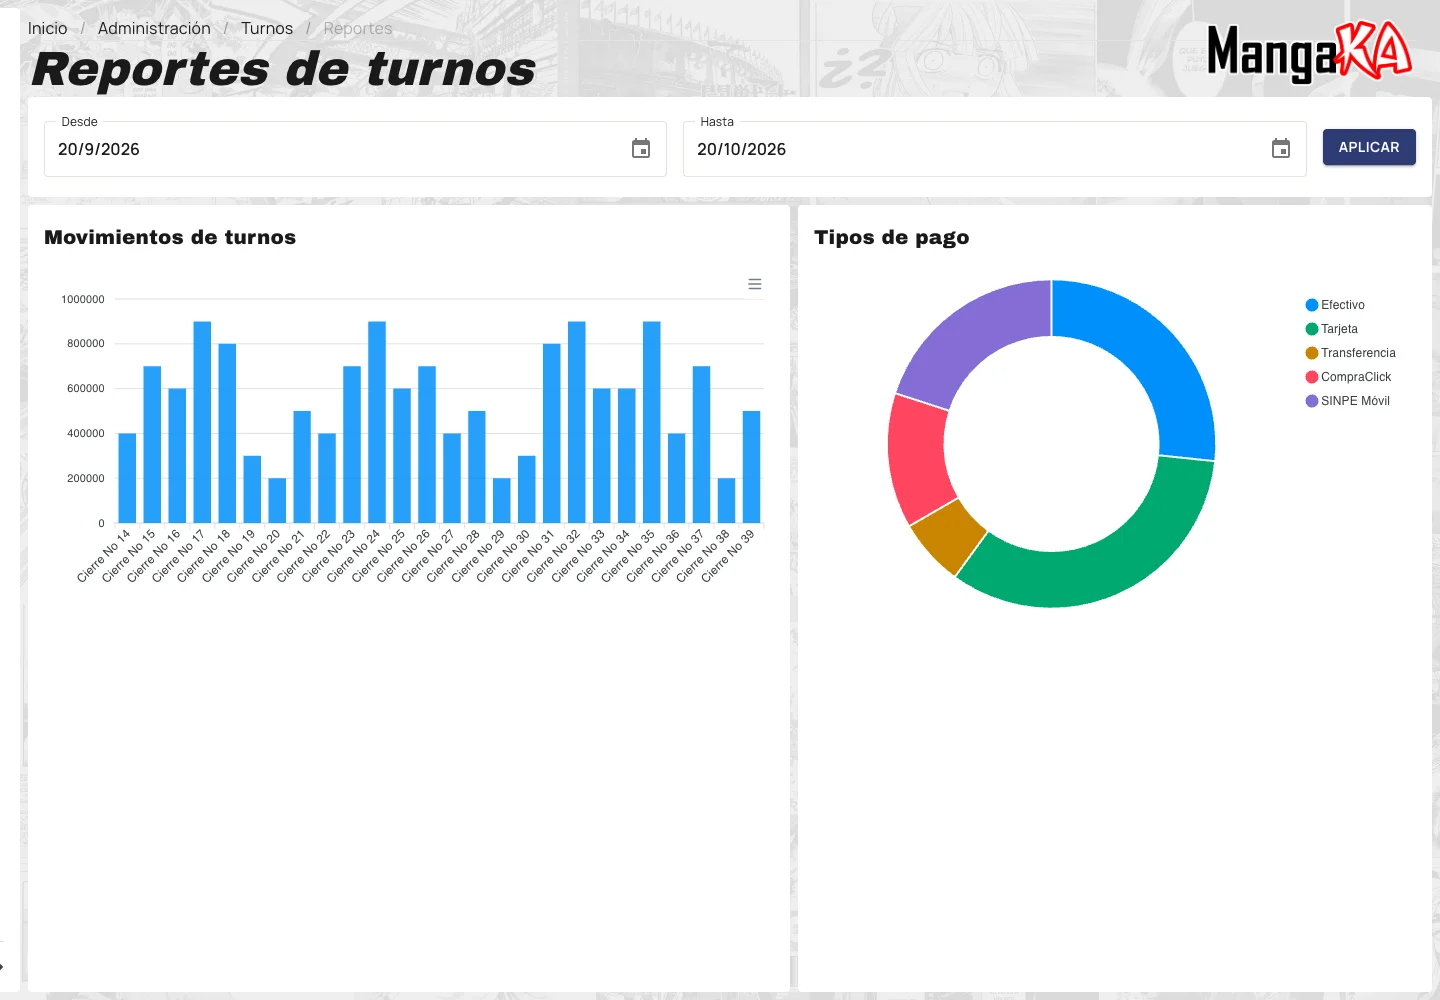 Inicio / Administración / Turnos / Reportes
Reportes de turnos
MangaKA
Desde
20/9/2026
Hasta
20/10/2026
APLICAR
Movimientos de turnos
1000000
800000
600000
400000
200000
0
Cierre No 14
Cierre No 15
Cierre No 16
Cierre No 17
Cierre No 18
Cierre No 19
Cierre No 20
Cierre No 21
Cierre No 22
Cierre No 23
Cierre No 24
Cierre No 25
Cierre No 26
Cierre No 27
Cierre No 28
Cierre No 29
Cierre No 30
Cierre No 31
Cierre No 32
Cierre No 33
Cierre No 34
Cierre No 35
Cierre No 36
Cierre No 37
Cierre No 38
Cierre No 39
Tipos de pago
Efectivo
Tarjeta
Transferencia
CompraClick
SINPE Móvil